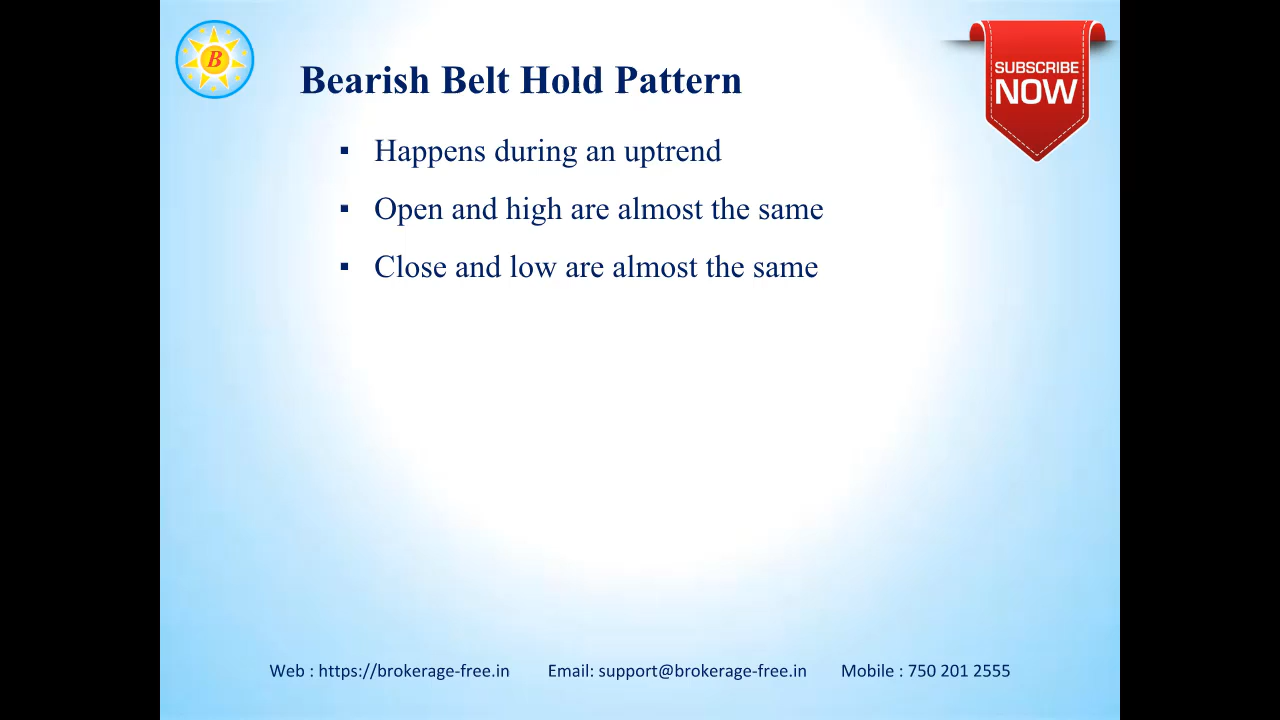 B
Bearish Belt Hold Pattern
SUBSCRIBE
NOW
▪ Happens during an uptrend
▪ Open and high are almost the same
▪ Close and low are almost the same
Web : https://brokerage-free.in Email: support@brokerage-free.in Mobile : 750 201 2555